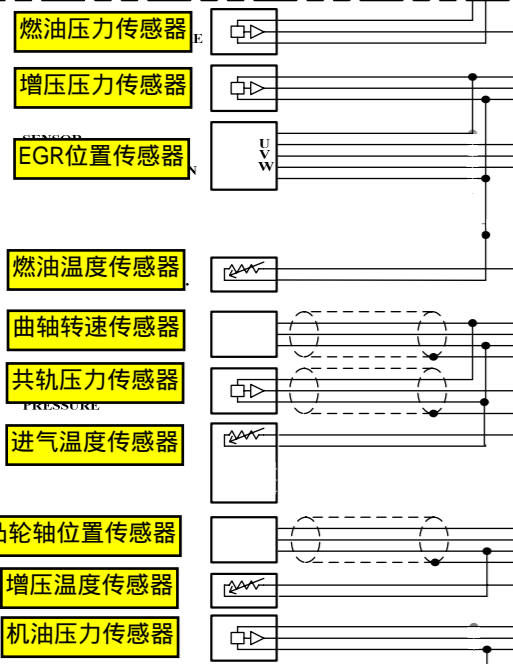 燃油压力传感器
E
增压压力传感器
SENSOR
EGR位置传感器
N
U
V
W
燃油温度传感器
曲轴转速传感器
共轨压力传感器
PRESSURE
进气温度传感器
凸轮轴位置传感器
增压温度传感器
机油压力传感器